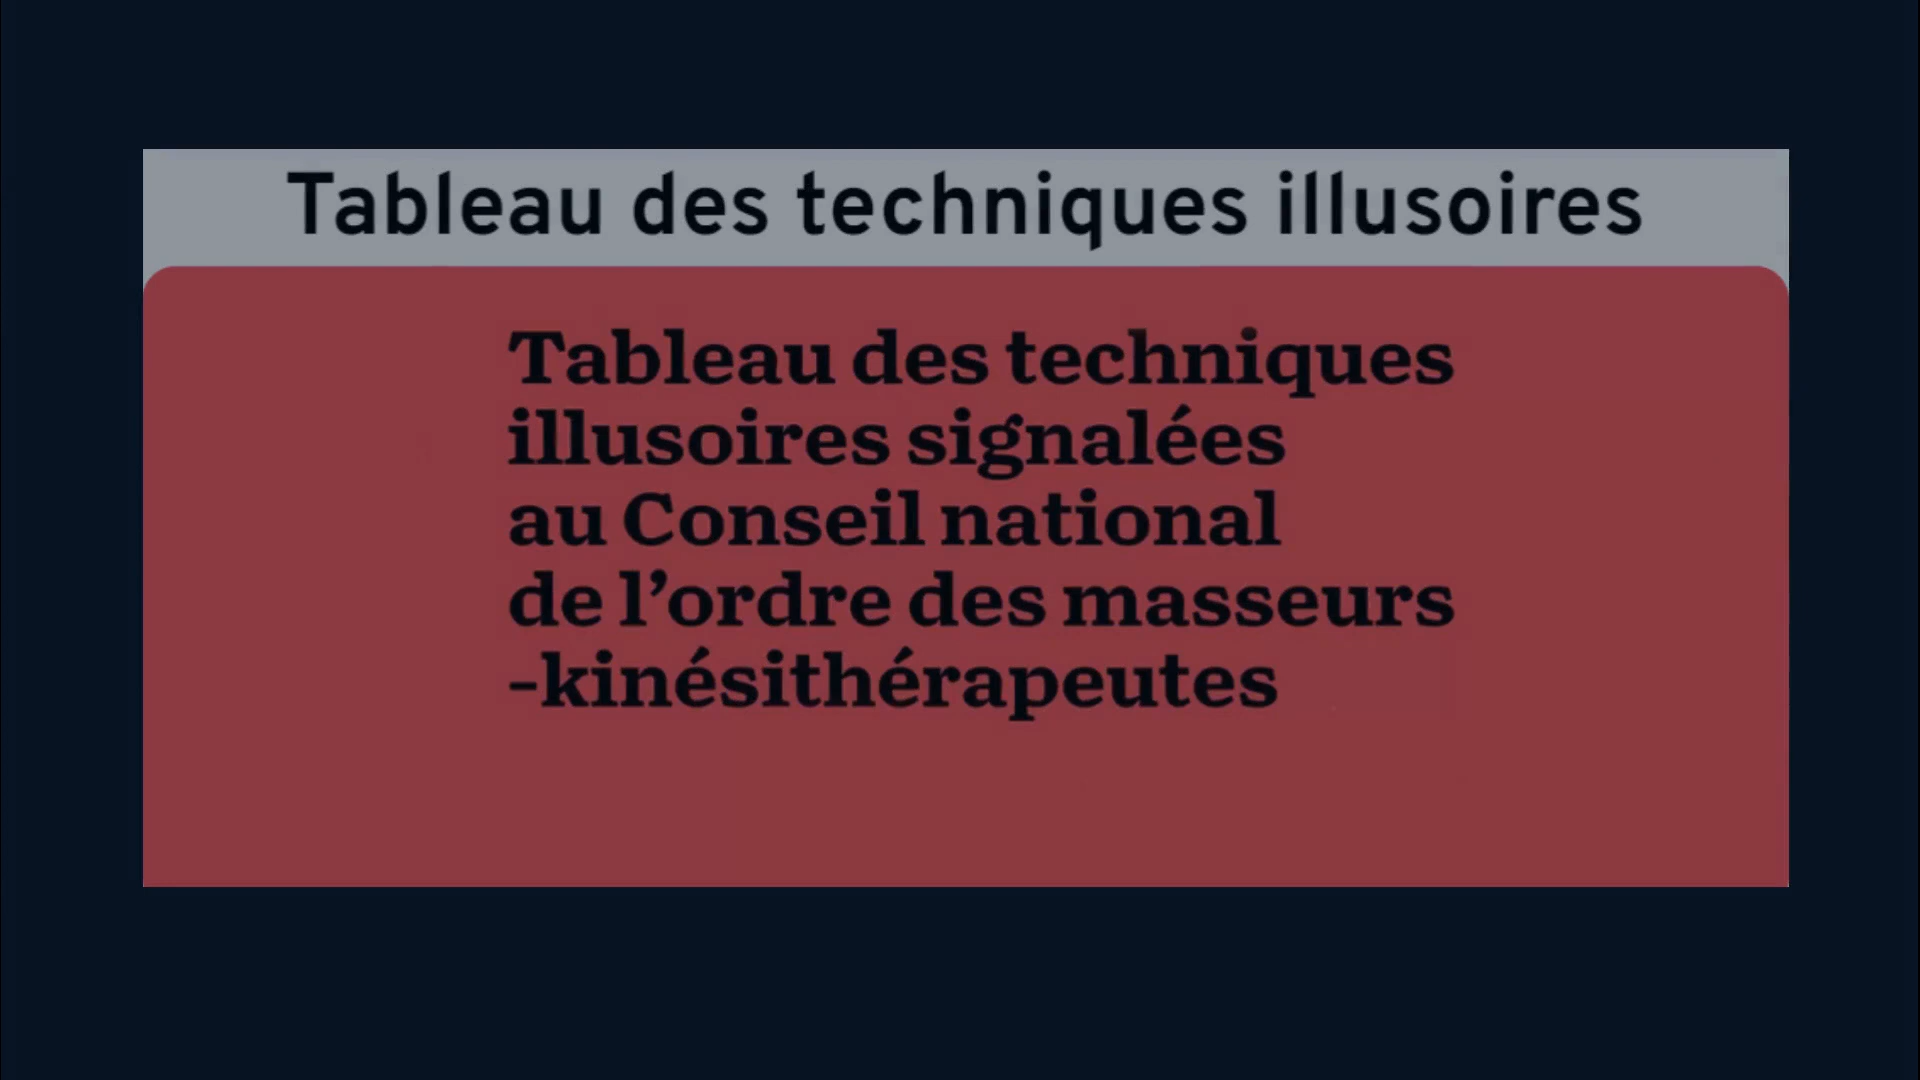 Tableau des techniques illusoires
Tableau des techniques
illusoires signalées
au Conseil national
de l’ordre des masseurs
-kinésithérapeutes